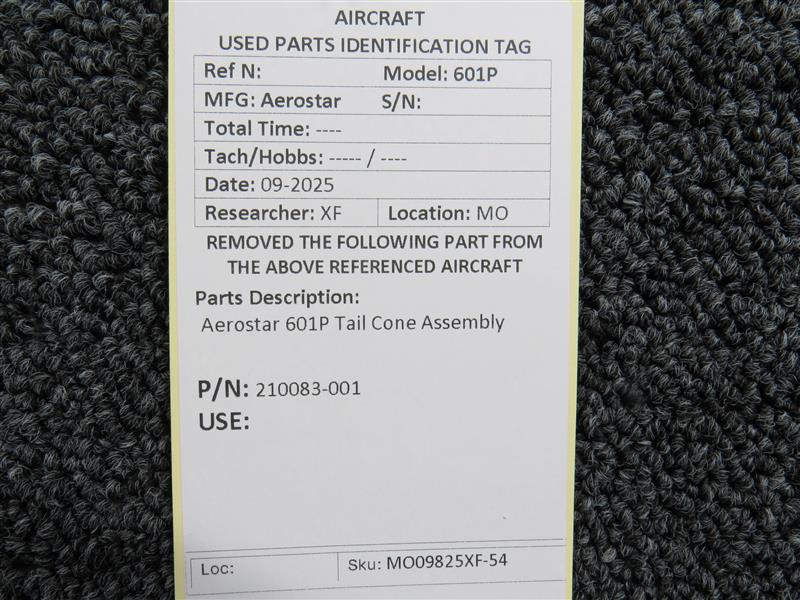 AIRCRAFT
USED PARTS IDENTIFICATION TAG
Ref N: Model: 601P
MFG: Aerostar S/N:
Total Time: ----
Tach/Hobbs: ----- / ----
Date: 09-2025
Researcher: XF Location: MO
REMOVED THE FOLLOWING PART FROM
THE ABOVE REFERENCED AIRCRAFT
Parts Description:
Aerostar 601P Tail Cone Assembly
P/N: 210083-001
USE:
Loc: Sku: MO09825XF-54